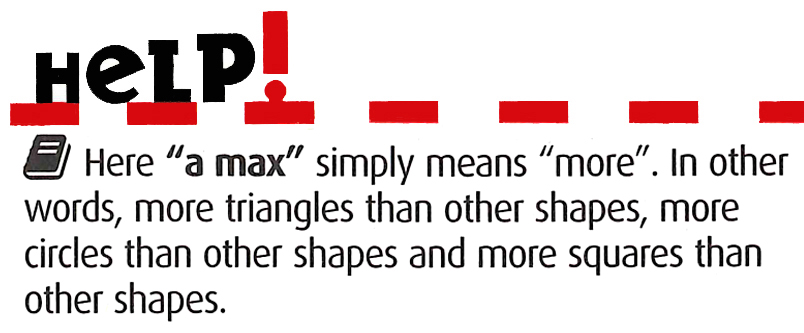 HeLP!
Here “a max” simply means “more”. In other
words, more triangles than other shapes, more
circles than other shapes and more squares than
other shapes.